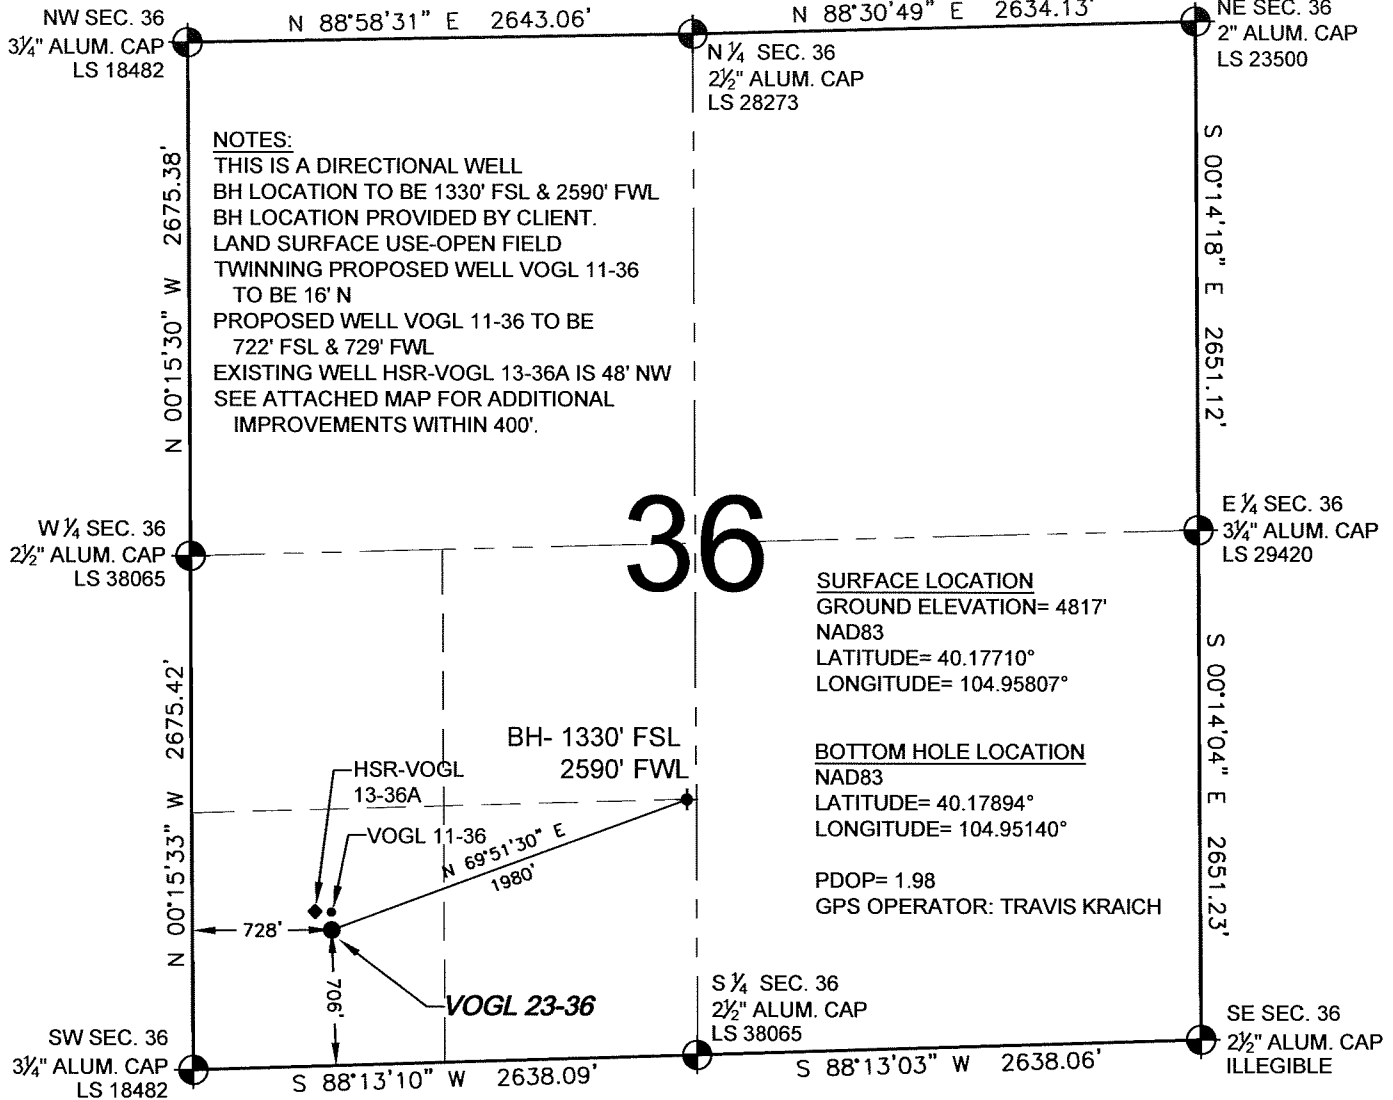 NW SEC. 36
3¼" ALUM. CAP
LS 18482
N 88°58'31" E 2643.06'
N 88°30'49" E 2634.13'
NE SEC. 36
2" ALUM. CAP
LS 23500
N ¼ SEC. 36
2½" ALUM. CAP
LS 28273
NOTES:
THIS IS A DIRECTIONAL WELL
BH LOCATION TO BE 1330' FSL & 2590' FWL
BH LOCATION PROVIDED BY CLIENT.
LAND SURFACE USE-OPEN FIELD
TWINNING PROPOSED WELL VOGL 11-36
TO BE 16' N
PROPOSED WELL VOGL 11-36 TO BE
722' FSL & 729' FWL
EXISTING WELL HSR-VOGL 13-36A IS 48' NW
SEE ATTACHED MAP FOR ADDITIONAL
IMPROVEMENTS WITHIN 400'.
N 00°15'30" W 2675.38'
S 00°14'18" E 2651.12'
36
W ¼ SEC. 36
2½" ALUM. CAP
LS 38065
E ¼ SEC. 36
3¼" ALUM. CAP
LS 29420
SURFACE LOCATION
GROUND ELEVATION= 4817'
NAD83
LATITUDE= 40.17710°
LONGITUDE= 104.95807°
BOTTOM HOLE LOCATION
NAD83
LATITUDE= 40.17894°
LONGITUDE= 104.95140°
PDOP= 1.98
GPS OPERATOR: TRAVIS KRAICH
N 00°15'33" W 2675.42'
S 00°14'04" E 2651.23'
BH- 1330' FSL
2590' FWL
HSR-VOGL
13-36A
VOGL 11-36
N 69°51'30" E
1980'
728'
706'
VOGL 23-36
S ¼ SEC. 36
2½" ALUM. CAP
LS 38065
SW SEC. 36
3¼" ALUM. CAP
LS 18482
S 88°13'10" W 2638.09'
S 88°13'03" W 2638.06'
SE SEC. 36
2½" ALUM. CAP
ILLEGIBLE